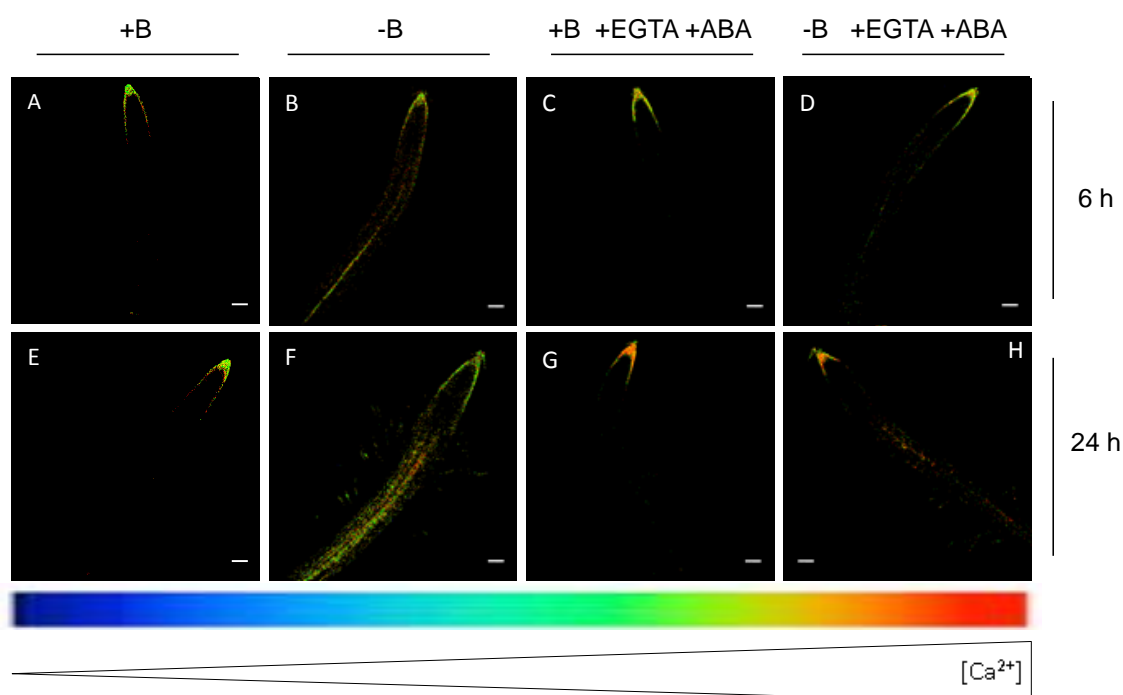 +B -B +B +EGTA +ABA -B +EGTA +ABA
A B C D
6 h
E F G H
24 h
[Ca²⁺]